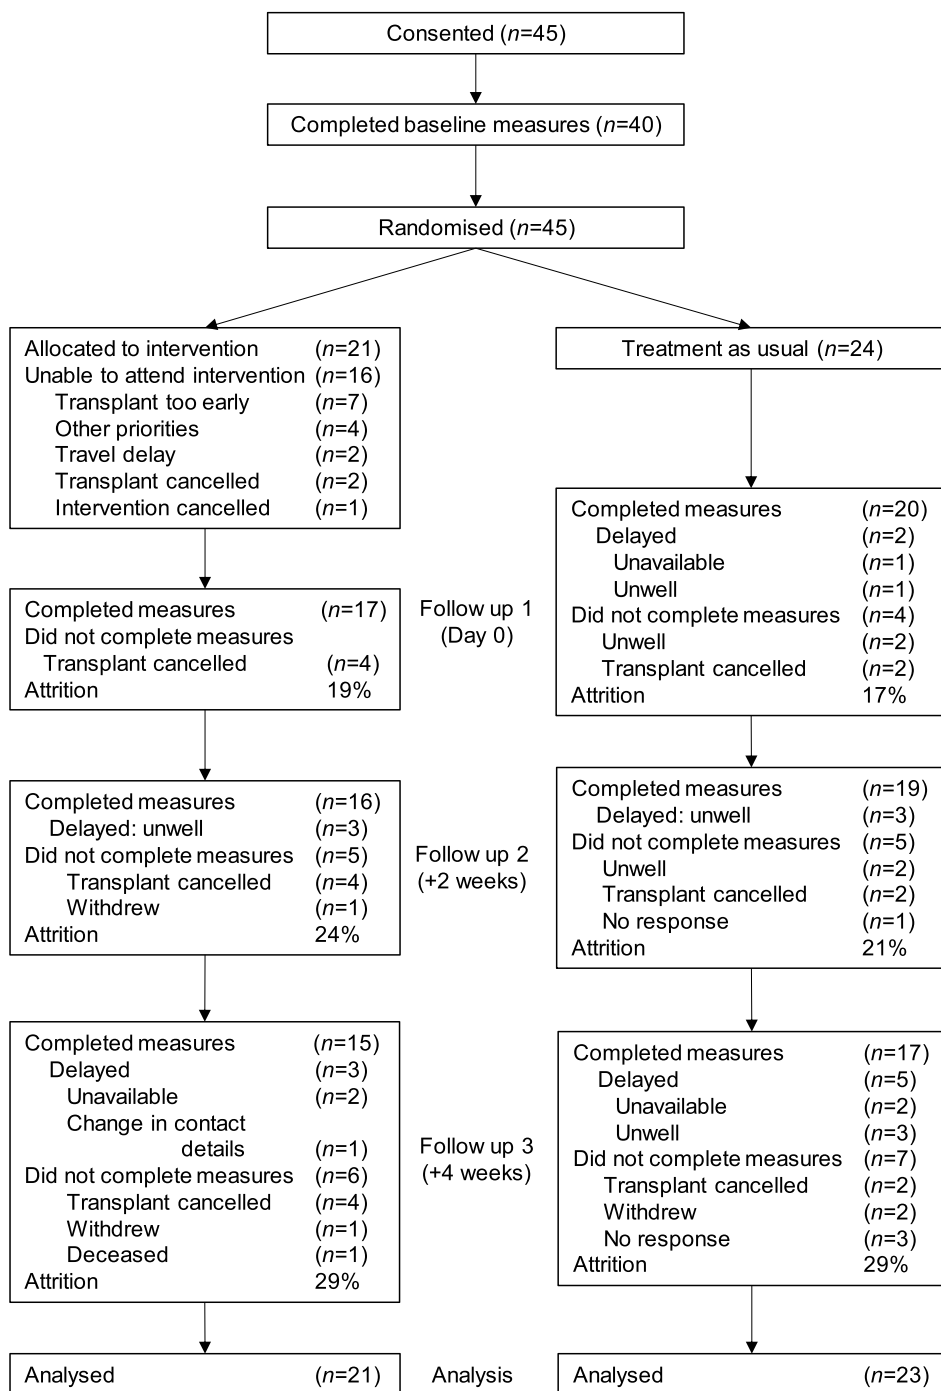 Consented (n=45)
Completed baseline measures (n=40)
Randomised (n=45)
Allocated to intervention (n=21)
Unable to attend intervention (n=16)
Transplant too early (n=7)
Other priorities (n=4)
Travel delay (n=2)
Transplant cancelled (n=2)
Intervention cancelled (n=1)
Treatment as usual (n=24)
Completed measures (n=17)
Did not complete measures
Transplant cancelled (n=4)
Attrition 19%
Follow up 1
(Day 0)
Completed measures (n=20)
Delayed (n=2)
Unavailable (n=1)
Unwell (n=1)
Did not complete measures (n=4)
Unwell (n=2)
Transplant cancelled (n=2)
Attrition 17%
Completed measures (n=16)
Delayed: unwell (n=3)
Did not complete measures (n=5)
Transplant cancelled (n=4)
Withdrew (n=1)
Attrition 24%
Follow up 2
(+2 weeks)
Completed measures (n=19)
Delayed: unwell (n=3)
Did not complete measures (n=5)
Unwell (n=2)
Transplant cancelled (n=2)
No response (n=1)
Attrition 21%
Completed measures (n=15)
Delayed (n=3)
Unavailable (n=2)
Change in contact
details (n=1)
Did not complete measures (n=6)
Transplant cancelled (n=4)
Withdrew (n=1)
Deceased (n=1)
Attrition 29%
Follow up 3
(+4 weeks)
Completed measures (n=17)
Delayed (n=5)
Unavailable (n=2)
Unwell (n=3)
Did not complete measures (n=7)
Transplant cancelled (n=2)
Withdrew (n=2)
No response (n=3)
Attrition 29%
Analysed (n=21)
Analysis
Analysed (n=23)